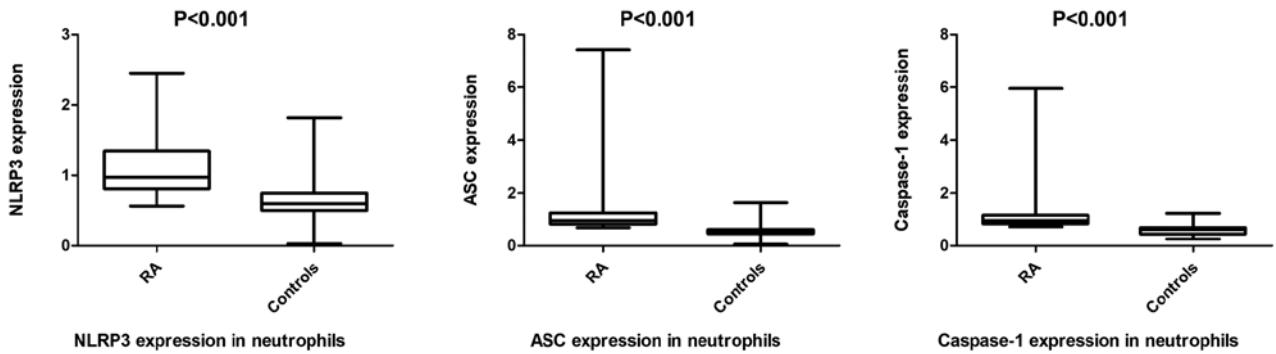 P<0.001
NLRP3 expression
3
2
1
0
RA
Controls
NLRP3 expression in neutrophils
P<0.001
ASC expression
8
6
4
2
0
RA
Controls
ASC expression in neutrophils
P<0.001
Caspase-1 expression
8
6
4
2
0
RA
Controls
Caspase-1 expression in neutrophils